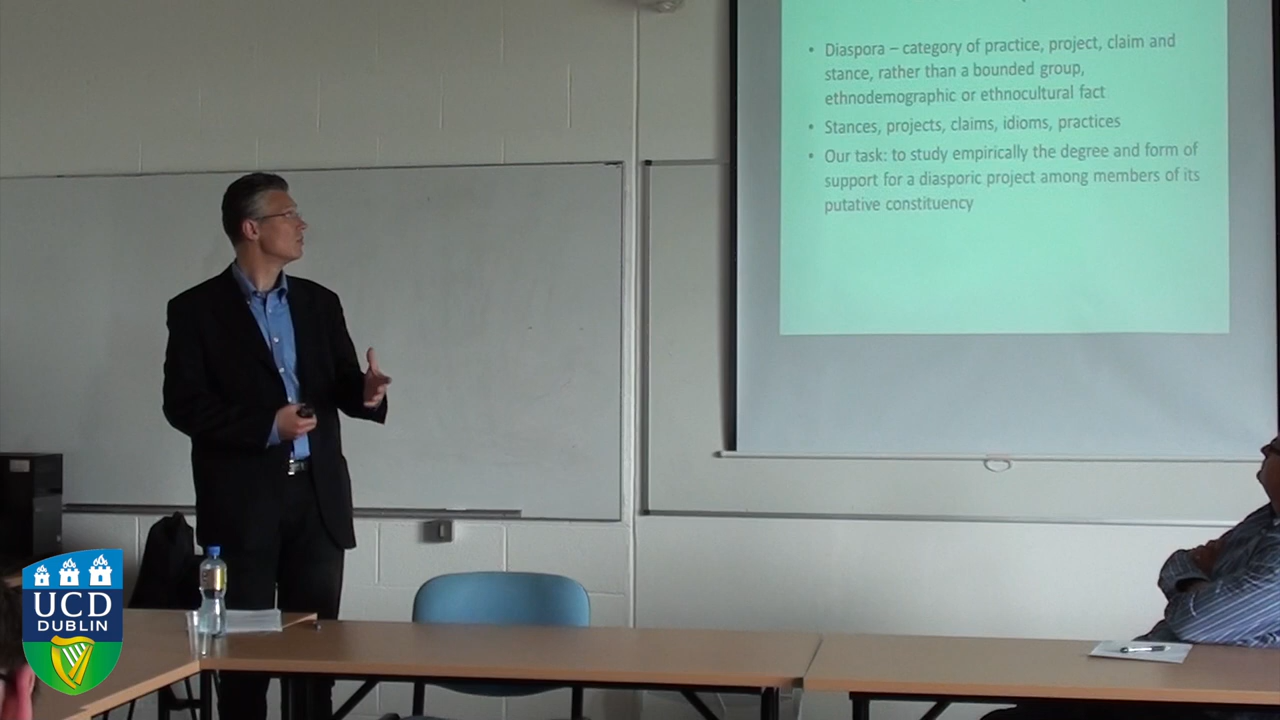 • Diaspora – category of practice, project, claim and
stance, rather than a bounded group,
ethnodemographic or ethnocultural fact
• Stances, projects, claims, idioms, practices
• Our task: to study empirically the degree and form of
support for a diasporic project among members of its
putative constituency
UCD
DUBLIN